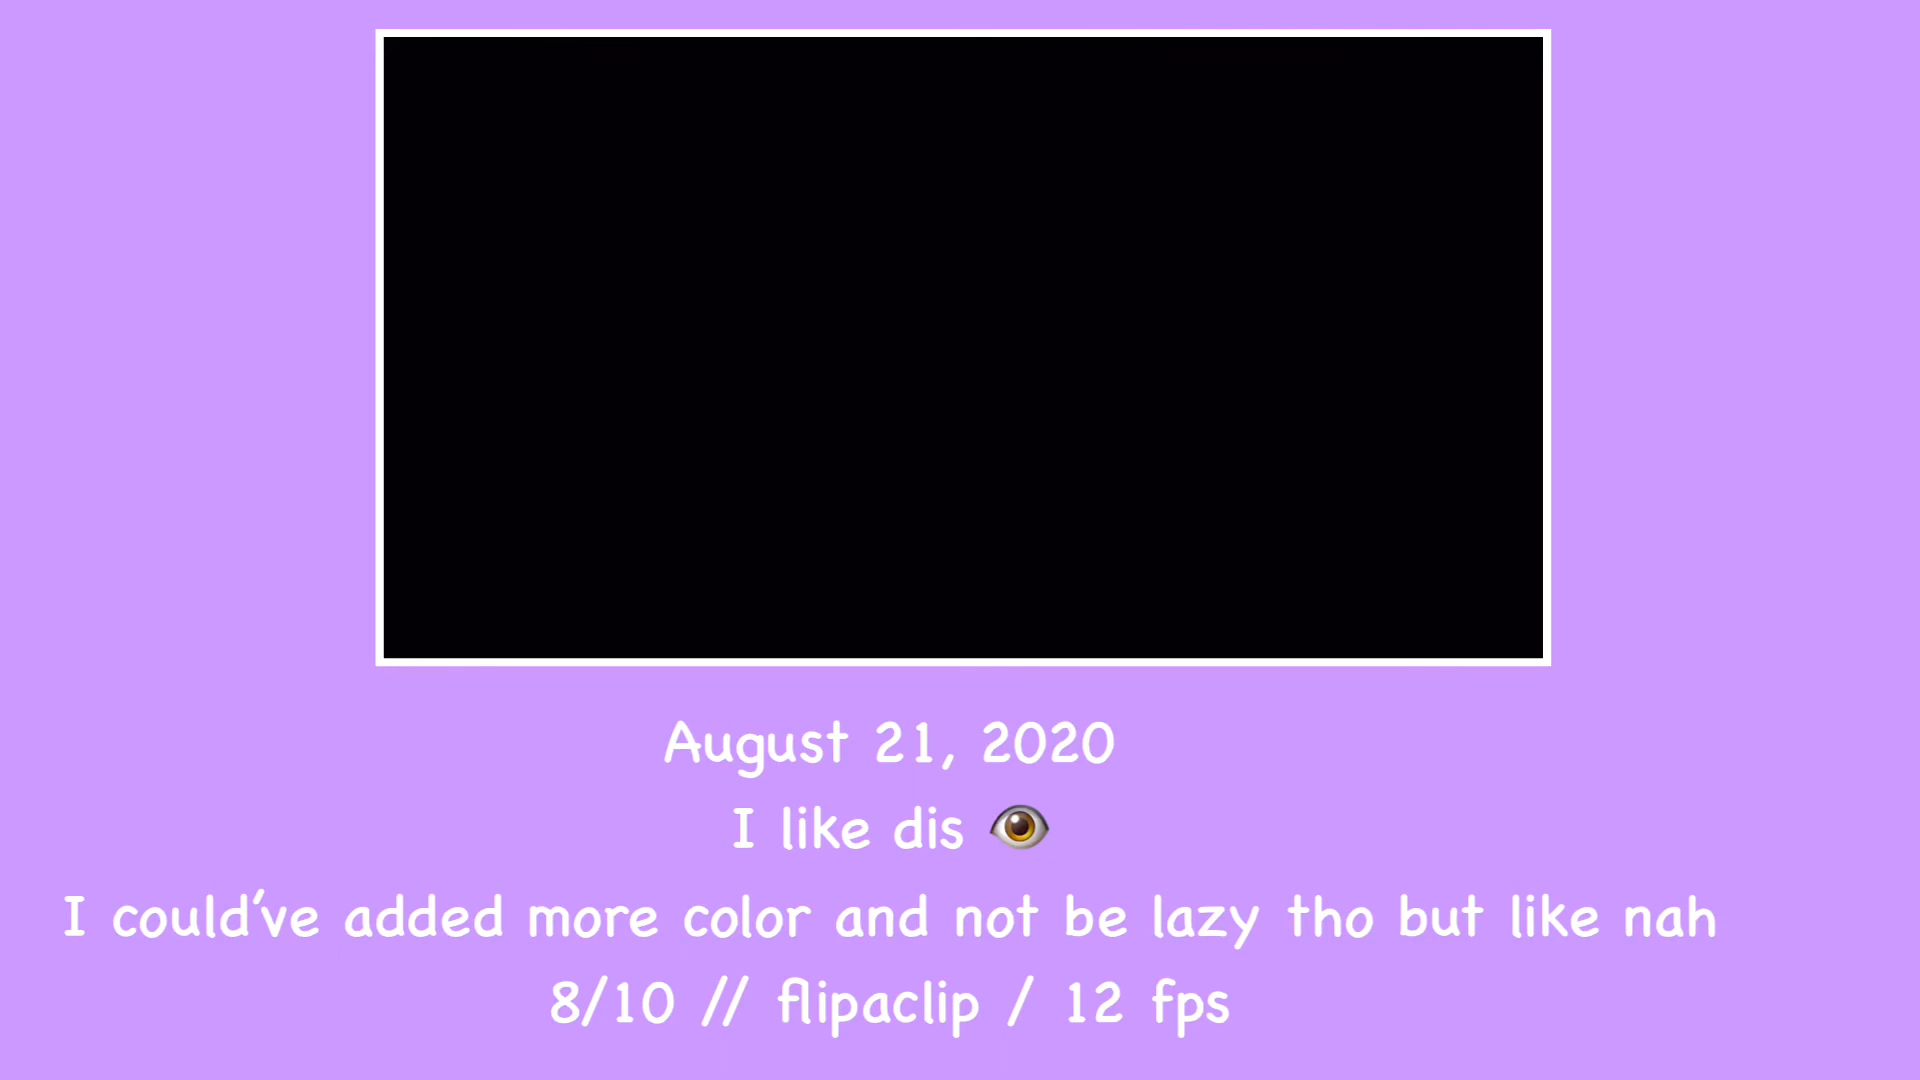 August 21, 2020
I like dis 👁
I could've added more color and not be lazy tho but like nah
8/10 // flipaclip / 12 fps